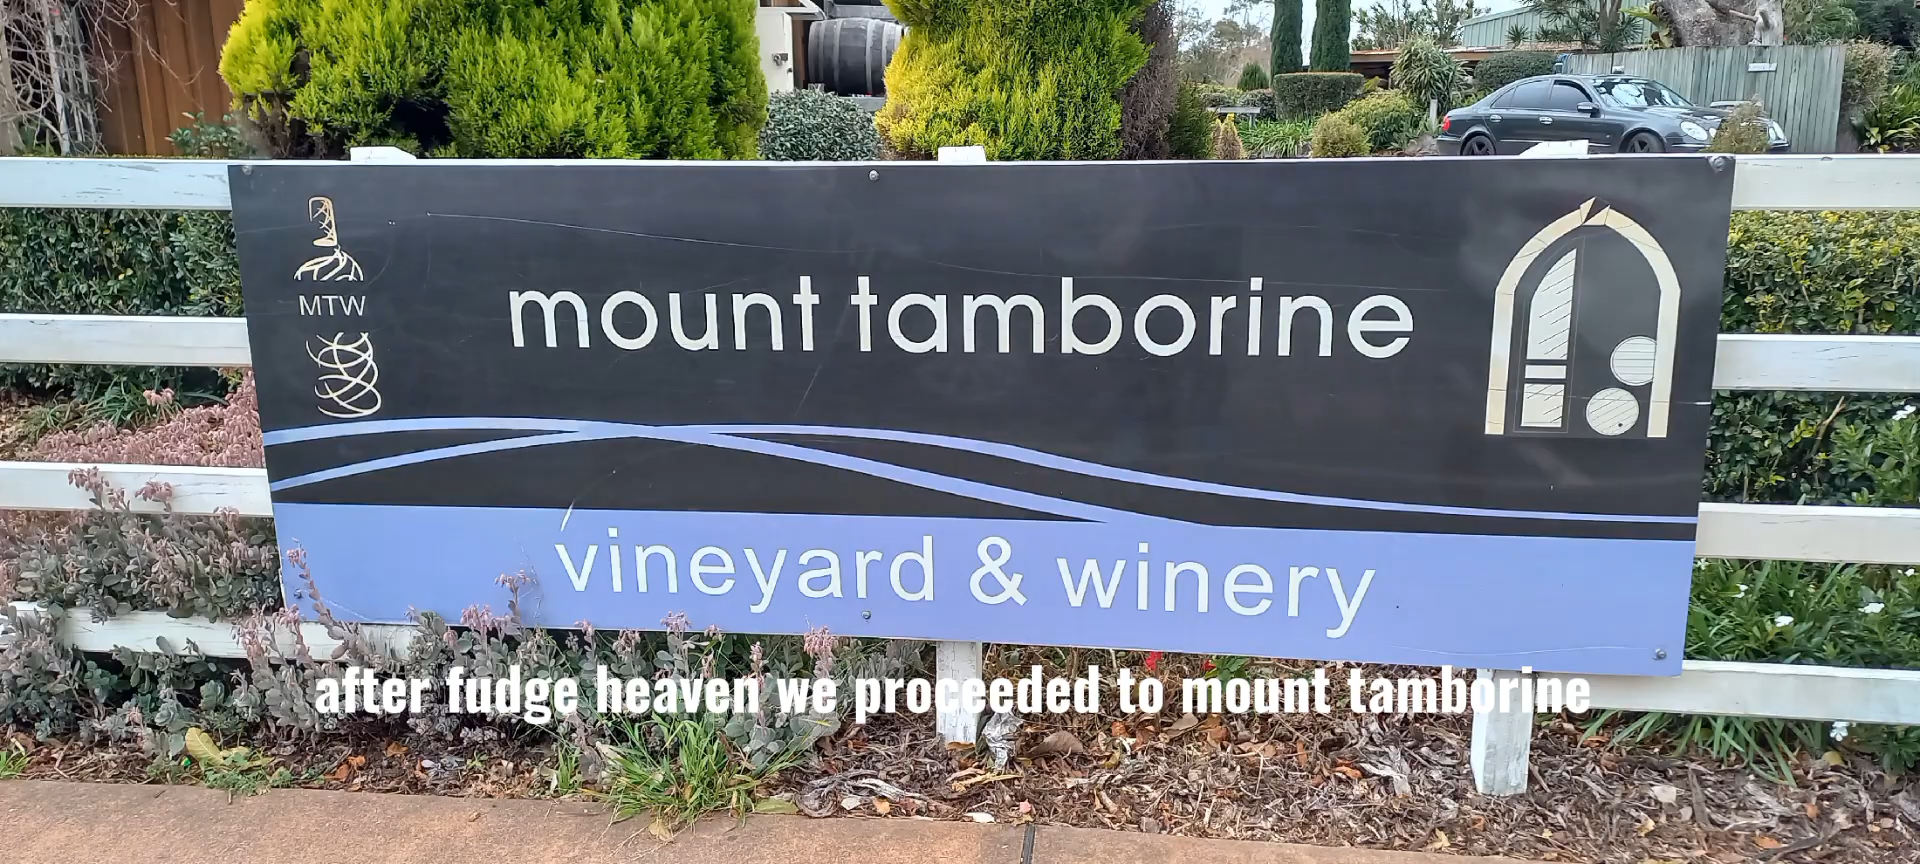 MTW
mount tamborine
vineyard & winery
after fudge heaven we proceeded to mount tamborine